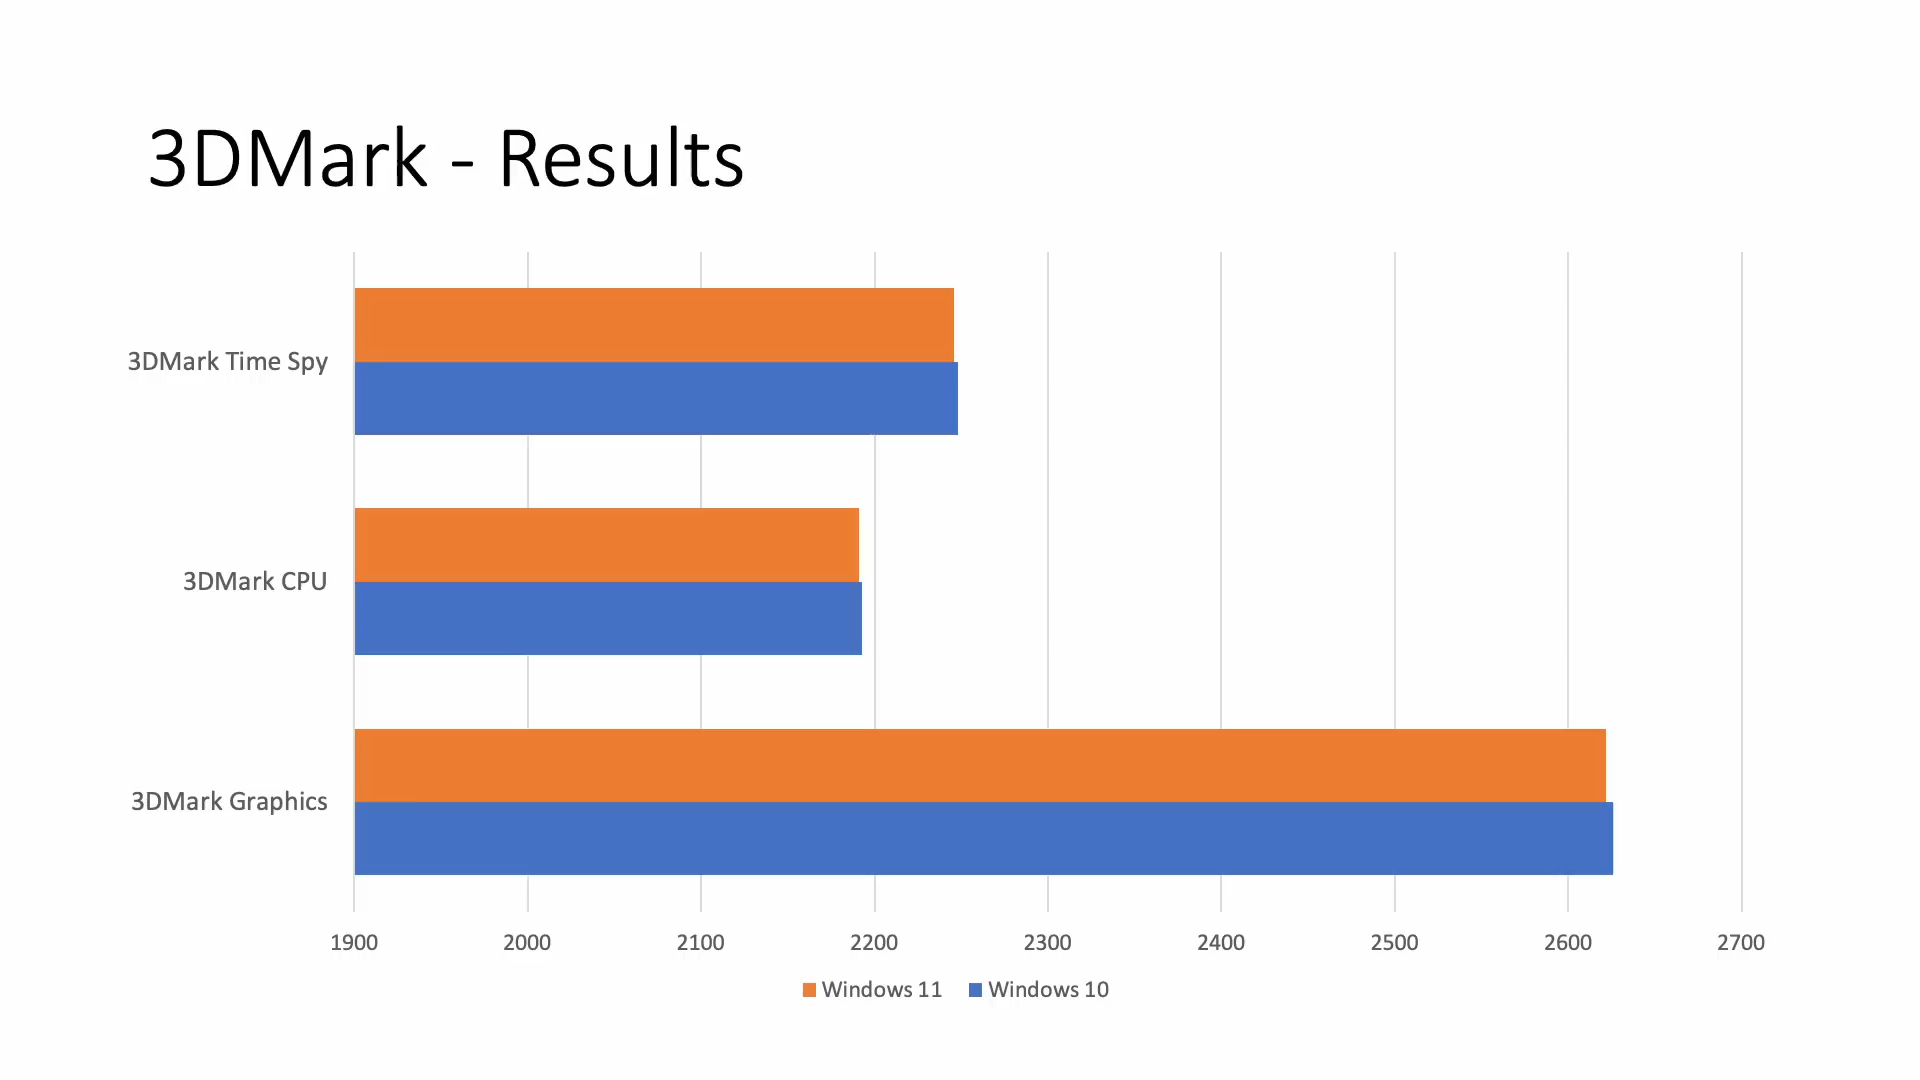 3DMark - Results
3DMark Time Spy
3DMark CPU
3DMark Graphics
1900 2000 2100 2200 2300 2400 2500 2600 2700
Windows 11 Windows 10